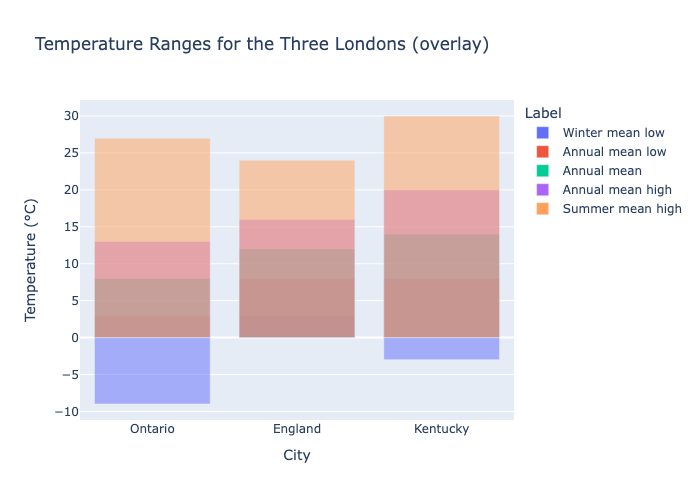 Temperature Ranges for the Three Londons (overlay)
Label
Winter mean low
Annual mean low
Annual mean
Annual mean high
Summer mean high
Temperature (°C)
30
25
20
15
10
5
0
−5
−10
Ontario England Kentucky
City